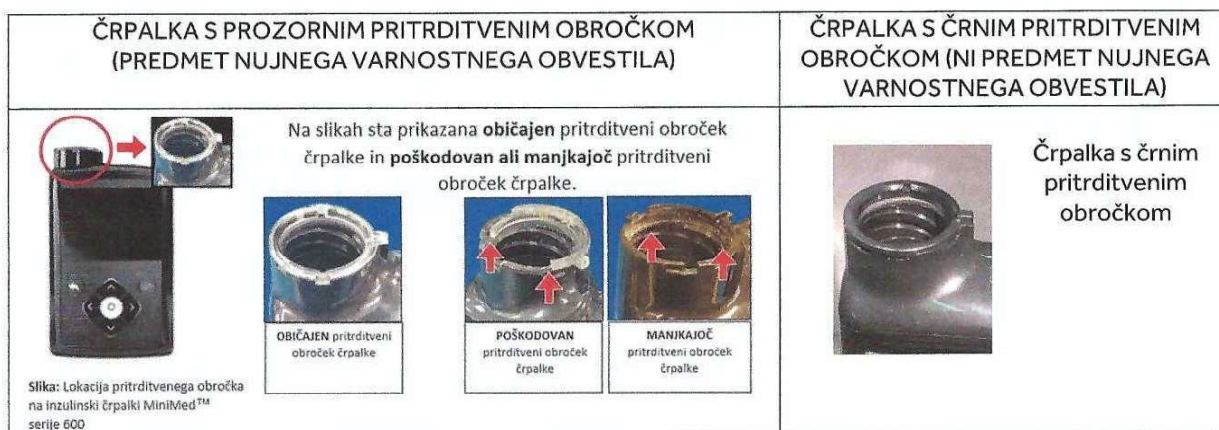 ČRPALKA S PROZORNIM PRITRDITVENIM OBROČKOM
(PREDMET NUJNEGA VARNOSTNEGA OBVESTILA)
ČRPALKA S ČRNIM PRITRDITVENIM
OBROČKOM (NI PREDMET NUJNEGA
VARNOSTNEGA OBVESTILA)
Na slikah sta prikazana običajen pritrditveni obroček
črpalke in poškodovan ali manjkajoč pritrditveni
obroček črpalke.
OBIČAJEN pritrditveni
obroček črpalke
POŠKODOVAN
pritrditveni obroček
črpalke
MANJKAJOČ
pritrditveni obroček
črpalke
Slika: Lokacija pritrditvenega obročka
na inzulinski črpalki MiniMed™
serije 600
Črpalka s črnim
pritrditvenim
obročkom